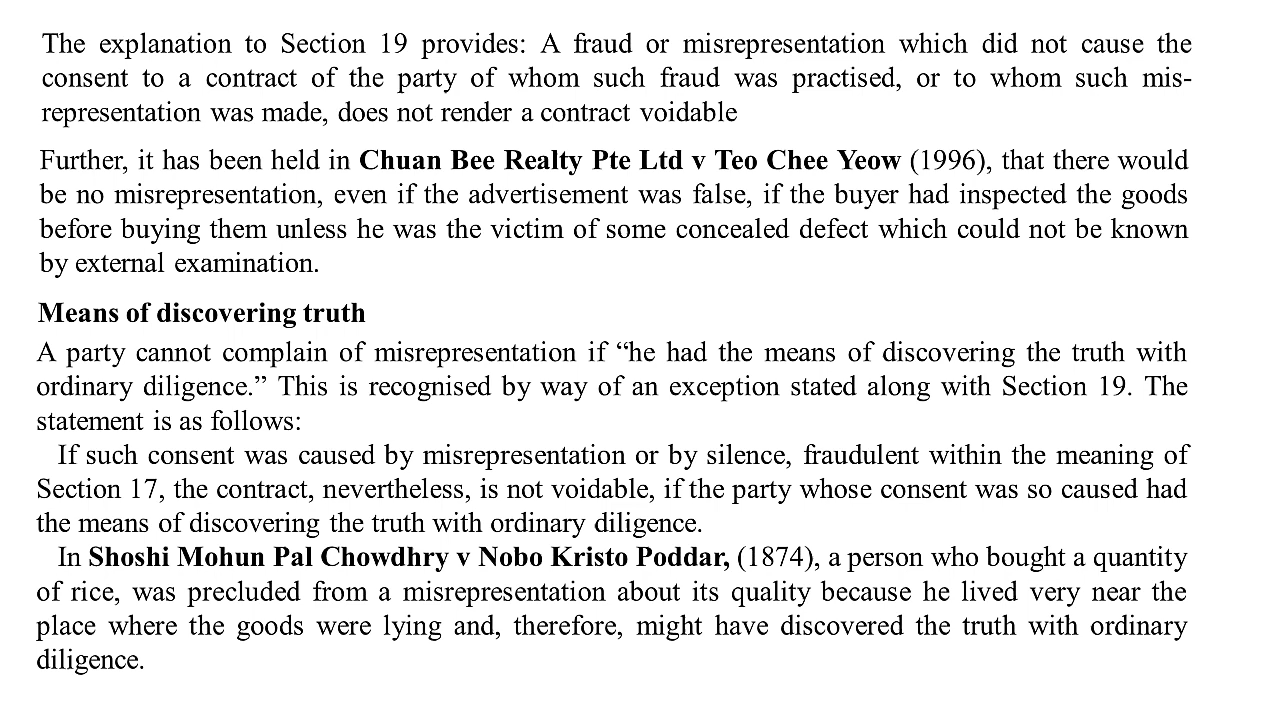 The explanation to Section 19 provides: A fraud or misrepresentation which did not cause the
consent to a contract of the party of whom such fraud was practised, or to whom such mis-
representation was made, does not render a contract voidable
Further, it has been held in Chuan Bee Realty Pte Ltd v Teo Chee Yeow (1996), that there would
be no misrepresentation, even if the advertisement was false, if the buyer had inspected the goods
before buying them unless he was the victim of some concealed defect which could not be known
by external examination.
Means of discovering truth
A party cannot complain of misrepresentation if “he had the means of discovering the truth with
ordinary diligence.” This is recognised by way of an exception stated along with Section 19. The
statement is as follows:
If such consent was caused by misrepresentation or by silence, fraudulent within the meaning of
Section 17, the contract, nevertheless, is not voidable, if the party whose consent was so caused had
the means of discovering the truth with ordinary diligence.
In Shoshi Mohun Pal Chowdhry v Nobo Kristo Poddar, (1874), a person who bought a quantity
of rice, was precluded from a misrepresentation about its quality because he lived very near the
place where the goods were lying and, therefore, might have discovered the truth with ordinary
diligence.